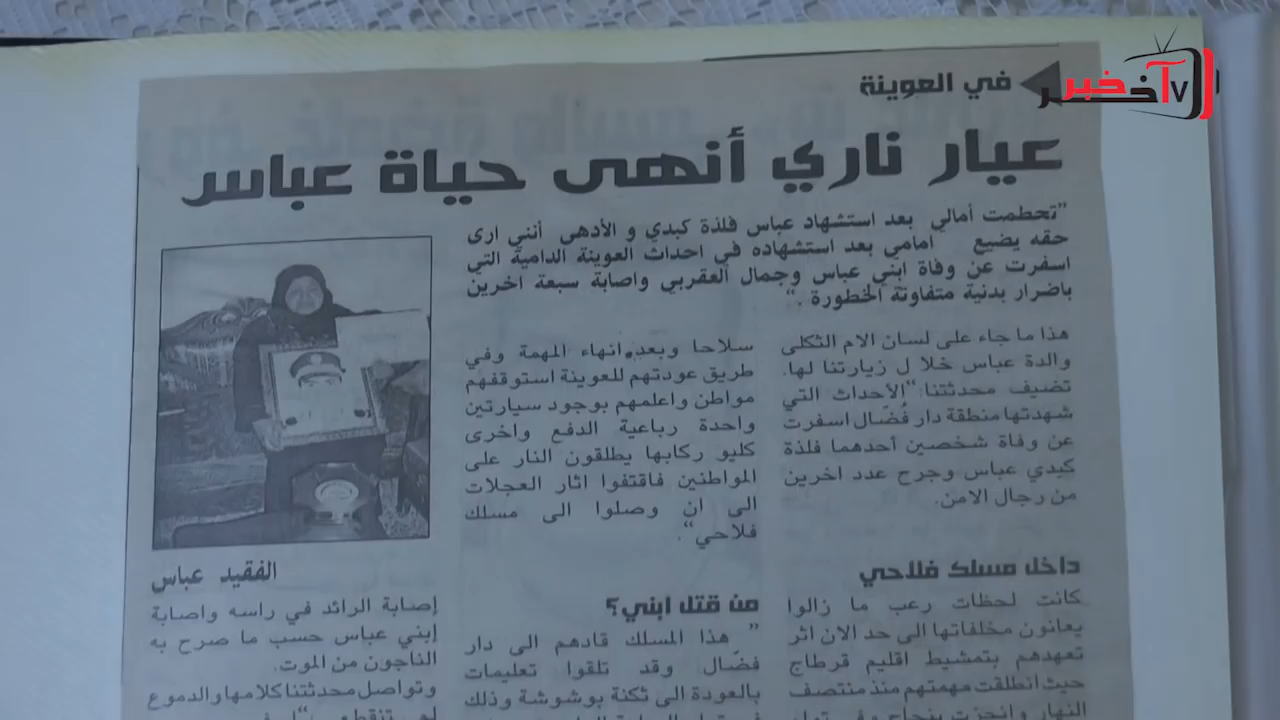 آخر خبر TV
في العوينة
عيار ناري أنهى حياة عباس
"تحطمت أمالي بعد استشهاد عباس فلذة كبدي و الأدهى أنني ارى
حقه يضيع امامي بعد استشهاده في احداث العوينة الدامية التي
اسفرت عن وفاة ابني عباس وجمال العقربي واصابة سبعة اخرين
باضرار بدنية متفاوتة الخطورة ."
هذا ما جاء على لسان الام الثكلى
والدة عباس خلا ل زيارتنا لها.
تضيف محدثتنا:"الأحداث التي
شهدتها منطقة دار فُضّال اسفرت
عن وفاة شخصين أحدهما فلذة
كبدي عباس وجرح عدد اخرين
من رجال الامن.
داخل مسلك فلاحي
كانت لحظات رعب ما زالوا
يعانون مخلفاتها الى حد الان اثر
تعهدهم بتمشيط اقليم قرطاج
حيث انطلقت مهمتهم منذ منتصف
النهار وانجزت بنجاح
سلاحا وبعد انهاء المهمة وفي
طريق عودتهم للعوينة استوقفهم
مواطن واعلمهم بوجود سيارتين
واحدة رباعية الدفع واخرى
كليو ركابها يطلقون النار على
المواطنين فاقتفوا اثار العجلات
الى ان وصلوا الى مسلك
فلاحي".
من قتل ابني؟
" هذا المسلك قادهم الى دار
فضّال وقد تلقوا تعليمات
بالعودة الى ثكنة بوشوشة وذلك
الفقيد عباس
إصابة الرائد في راسه واصابة
إبني عباس حسب ما صرح به
الناجون من الموت.
وتواصل محدثتنا كلامها والدموع